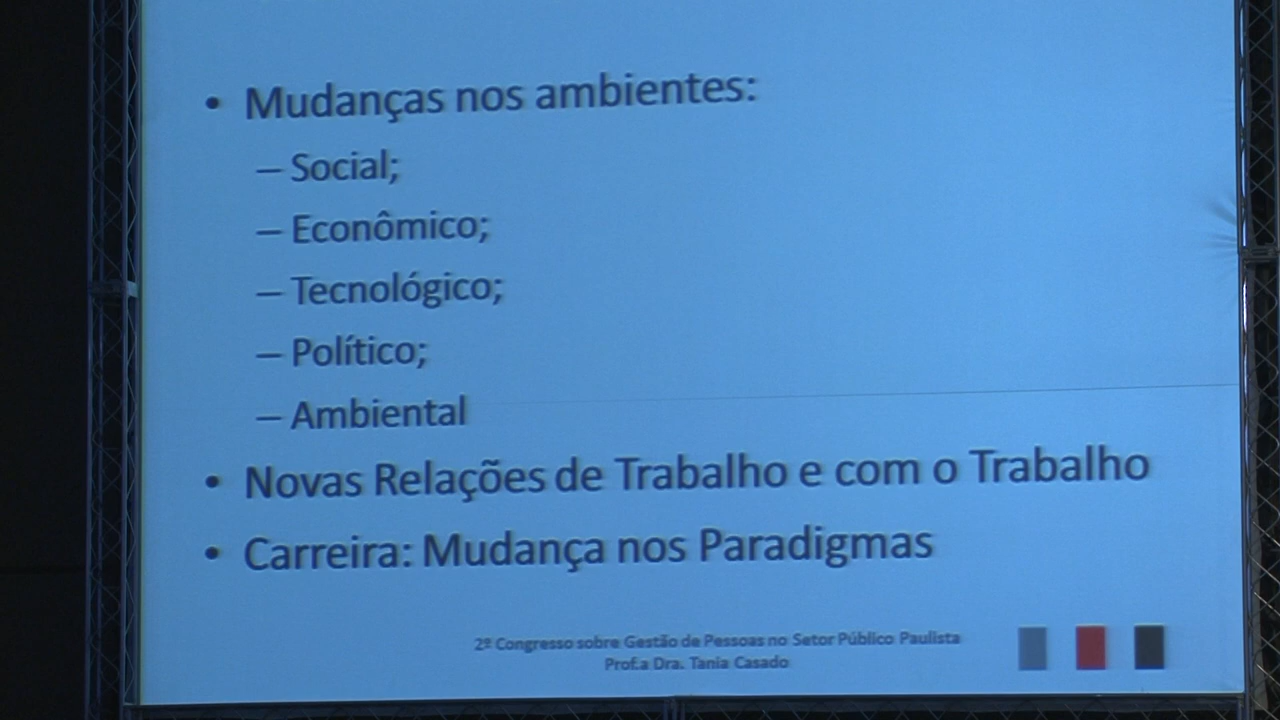 • Mudanças nos ambientes:
– Social;
– Econômico;
– Tecnológico;
– Político;
– Ambiental
• Novas Relações de Trabalho e com o Trabalho
• Carreira: Mudança nos Paradigmas
2º Congresso sobre Gestão de Pessoas no Setor Público Paulista
Prof.a Dra. Tania Casado